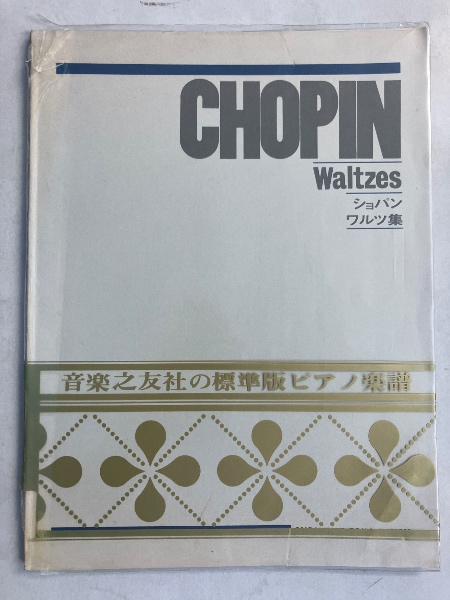 CHOPIN
Waltzes
ショパン
ワルツ集
音楽之友社の標準版ピアノ楽譜